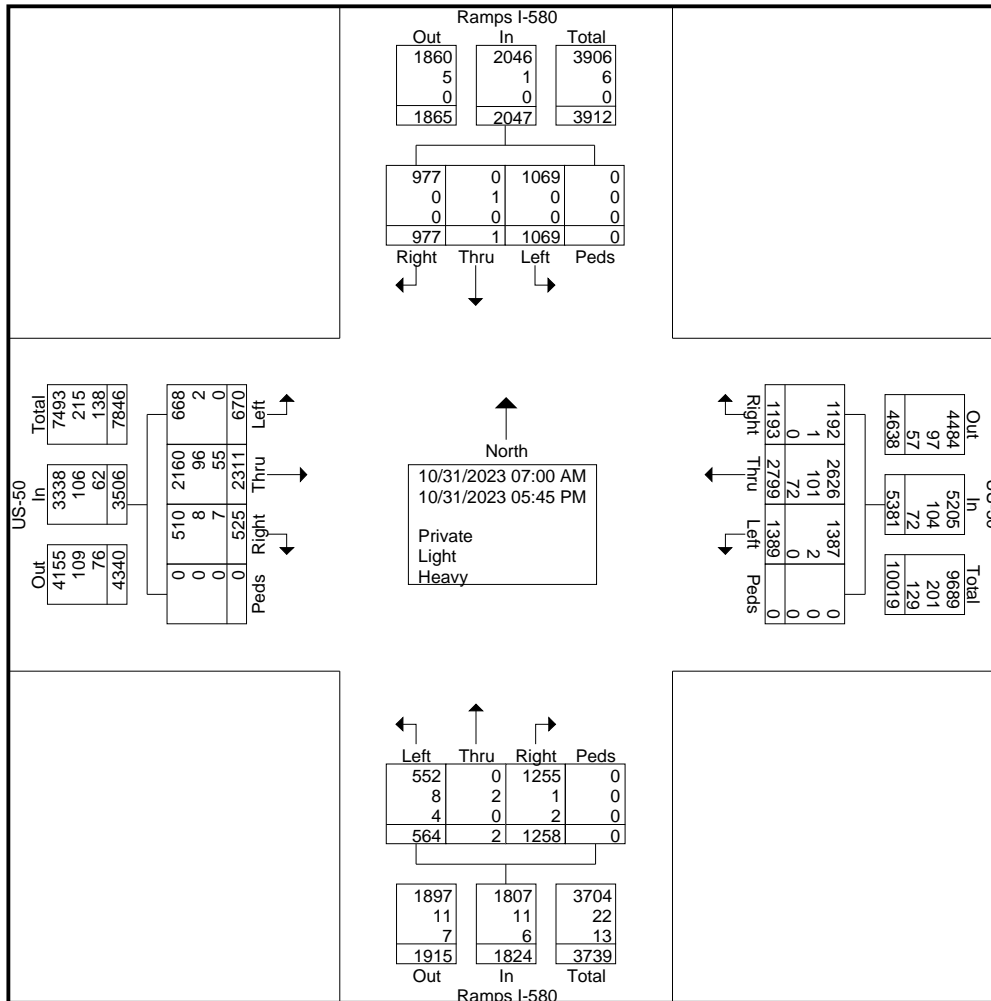 Ramps I-580
Out In Total
1860 2046 3906
5 1 6
0 0 0
1865 2047 3912
977 0 1069 0
0 1 0 0
0 0 0 0
977 1 1069 0
Right Thru Left Peds
US-50
Total
7493
215
138
7846
In
3338
106
62
3506
Out
4155
109
76
4340
668
2
0
670
Left
2160
96
55
2311
Thru
510
8
7
525
Right
0
0
0
0
Peds
North
10/31/2023 07:00 AM
10/31/2023 05:45 PM
Private
Light
Heavy
Right
1192
1
0
1193
Thru
2626
101
72
2799
Left
1387
2
0
1389
Peds
0
0
0
0
Out
4484
97
57
4638
In
5205
104
72
5381
Total
9689
201
129
10019
Left Thru Right Peds
552 0 1255 0
8 2 1 0
4 0 2 0
564 2 1258 0
1897 1807 3704
11 11 22
7 6 13
1915 1824 3739
Out In Total
Ramps I-580